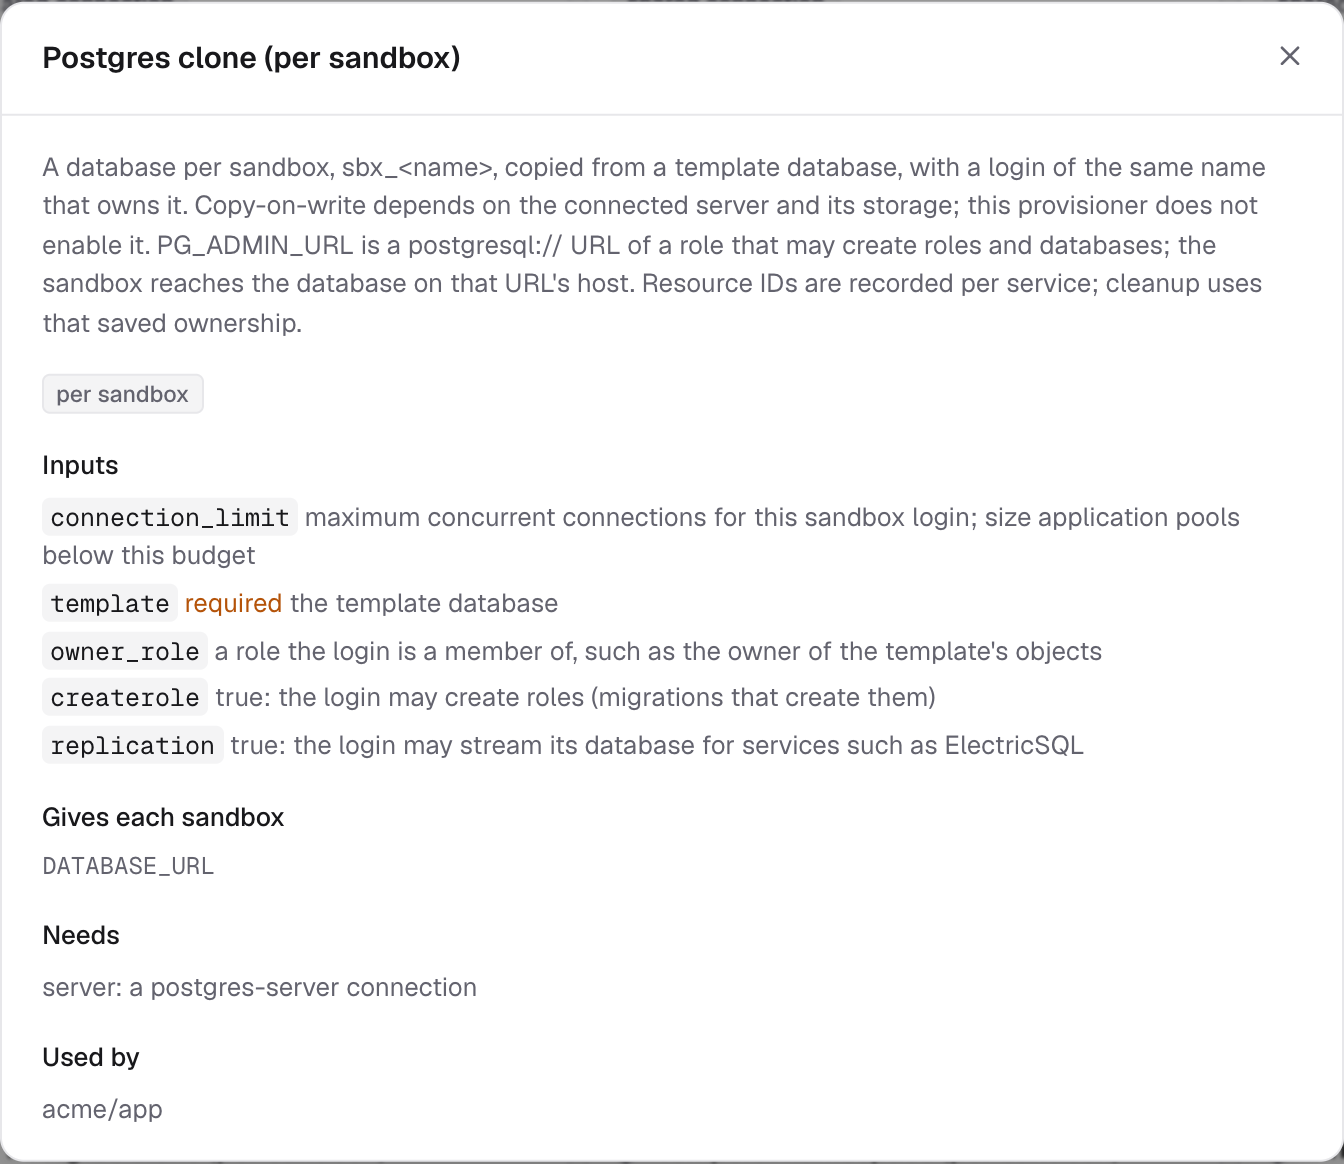 Postgres clone (per sandbox)
A database per sandbox, sbx_<name>, copied from a template database, with a login of the same name
that owns it. Copy-on-write depends on the connected server and its storage; this provisioner does not
enable it. PG_ADMIN_URL is a postgresql:// URL of a role that may create roles and databases; the
sandbox reaches the database on that URL's host. Resource IDs are recorded per service; cleanup uses
that saved ownership.
per sandbox
Inputs
connection_limit maximum concurrent connections for this sandbox login; size application pools
below this budget
template required the template database
owner_role a role the login is a member of, such as the owner of the template's objects
createrole true: the login may create roles (migrations that create them)
replication true: the login may stream its database for services such as ElectricSQL
Gives each sandbox
DATABASE_URL
Needs
server: a postgres-server connection
Used by
acme/app